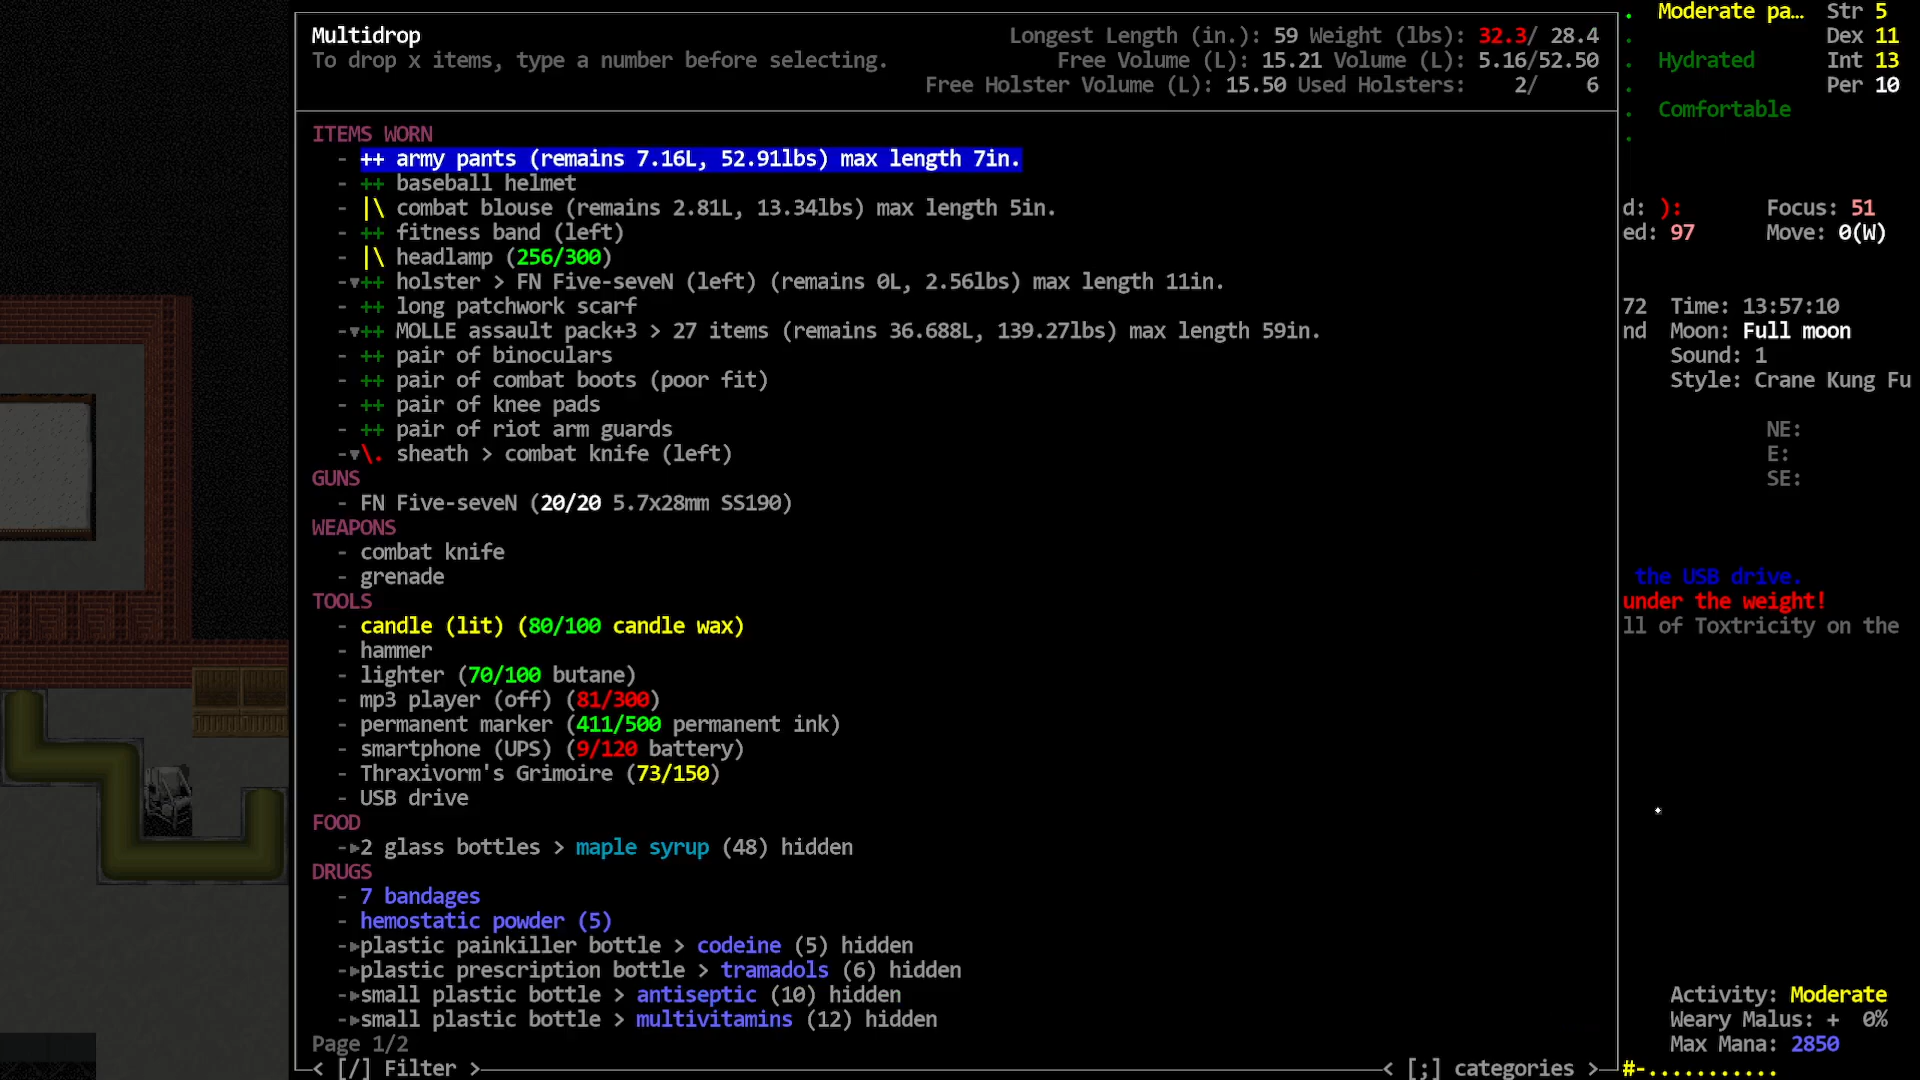 Multidrop
To drop x items, type a number before selecting.
Longest Length (in.): 59 Weight (lbs): 32.3/ 28.4
Free Volume (L): 15.21 Volume (L): 5.16/52.50
Free Holster Volume (L): 15.50 Used Holsters: 2/ 6
ITEMS WORN
- ++ army pants (remains 7.16L, 52.91lbs) max length 7in.
- ++ baseball helmet
- |\ combat blouse (remains 2.81L, 13.34lbs) max length 5in.
- ++ fitness band (left)
- |\ headlamp (256/300)
-▾++ holster > FN Five-seveN (left) (remains 0L, 2.56lbs) max length 11in.
- ++ long patchwork scarf
-▾++ MOLLE assault pack+3 > 27 items (remains 36.688L, 139.27lbs) max length 59in.
- ++ pair of binoculars
- ++ pair of combat boots (poor fit)
- ++ pair of knee pads
- ++ pair of riot arm guards
-▾\. sheath > combat knife (left)
GUNS
- FN Five-seveN (20/20 5.7x28mm SS190)
WEAPONS
- combat knife
- grenade
TOOLS
- candle (lit) (80/100 candle wax)
- hammer
- lighter (70/100 butane)
- mp3 player (off) (81/300)
- permanent marker (411/500 permanent ink)
- smartphone (UPS) (9/120 battery)
- Thraxivorm's Grimoire (73/150)
- USB drive
FOOD
-▸2 glass bottles > maple syrup (48) hidden
DRUGS
- 7 bandages
- hemostatic powder (5)
-▸plastic painkiller bottle > codeine (5) hidden
-▸plastic prescription bottle > tramadols (6) hidden
-▸small plastic bottle > antiseptic (10) hidden
-▸small plastic bottle > multivitamins (12) hidden
Page 1/2
< [/] Filter >
< [;] categories >
. Moderate pa… Str 5
. Dex 11
. Hydrated Int 13
. Per 10
. Comfortable
.
d: ): Focus: 51
ed: 97 Move: 0(W)
72 Time: 13:57:10
nd Moon: Full moon
Sound: 1
Style: Crane Kung Fu
NE:
E:
SE:
the USB drive.
under the weight!
ll of Toxtricity on the
Activity: Moderate
Weary Malus: + 0%
Max Mana: 2850
#-...........